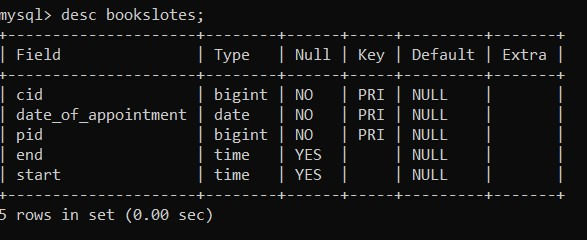 mysql> desc bookslotes;
+---------------------+--------+------+-----+---------+-------+
| Field               | Type   | Null | Key | Default | Extra |
+---------------------+--------+------+-----+---------+-------+
| cid                 | bigint | NO   | PRI | NULL    |       |
| date_of_appointment | date   | NO   | PRI | NULL    |       |
| pid                 | bigint | NO   | PRI | NULL    |       |
| end                 | time   | YES  |     | NULL    |       |
| start               | time   | YES  |     | NULL    |       |
+---------------------+--------+------+-----+---------+-------+
5 rows in set (0.00 sec)